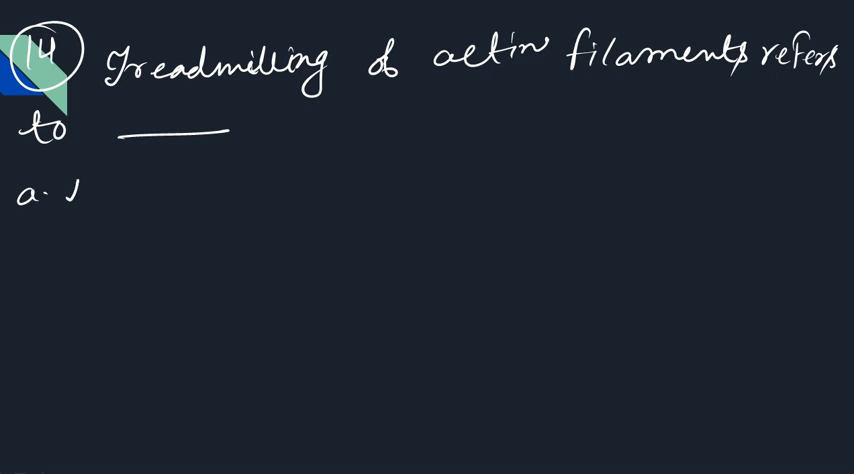 14 Treadmilling of actin filaments refers
to ______
a.